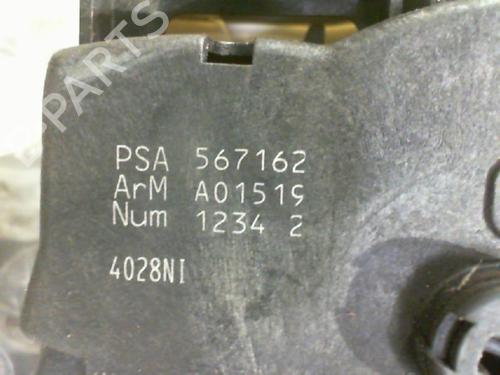 PARTS
PSA 567162
ArM A01519
Num 1234 2
4028NI